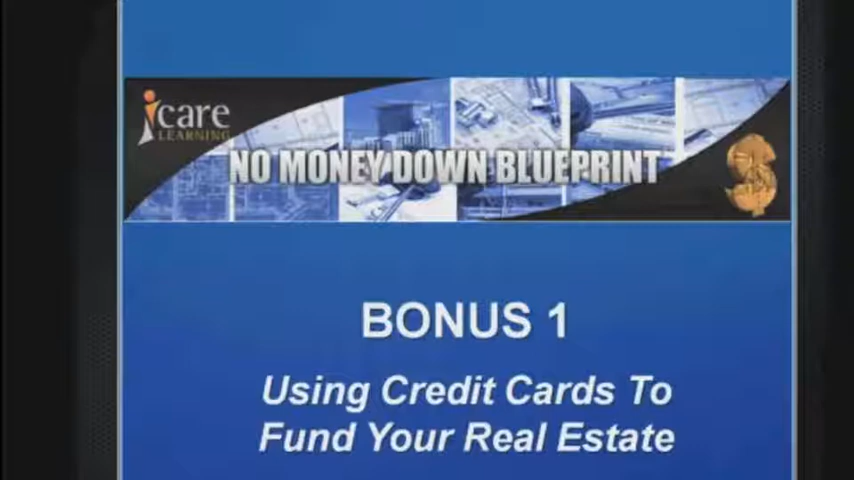 icare
LEARNING
NO MONEY DOWN BLUEPRINT
BONUS 1
Using Credit Cards To
Fund Your Real Estate